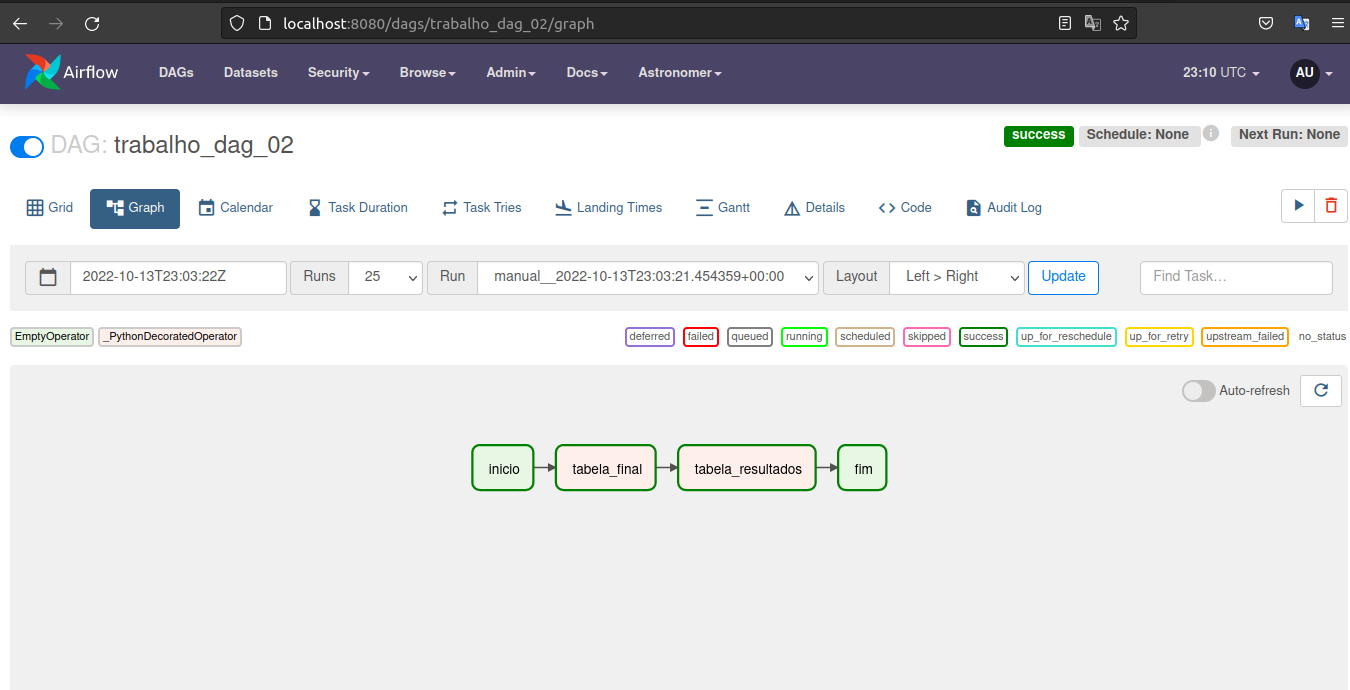 localhost:8080/dags/trabalho_dag_02/graph
Airflow DAGs Datasets Security Browse Admin Docs Astronomer 23:10 UTC AU
DAG: trabalho_dag_02 success Schedule: None i Next Run: None
Grid Graph Calendar Task Duration Task Tries Landing Times Gantt Details Code Audit Log
2022-10-13T23:03:22Z Runs 25 Run manual__2022-10-13T23:03:21.454359+00:00 Layout Left > Right Update Find Task…
EmptyOperator _PythonDecoratedOperator deferred failed queued running scheduled skipped success up_for_reschedule up_for_retry upstream_failed no_status
Auto-refresh
inicio tabela_final tabela_resultados fim